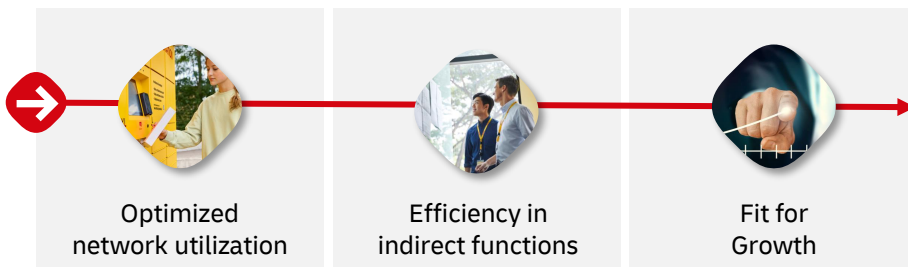 Optimized
network utilization
Efficiency in
indirect functions
Fit for
Growth